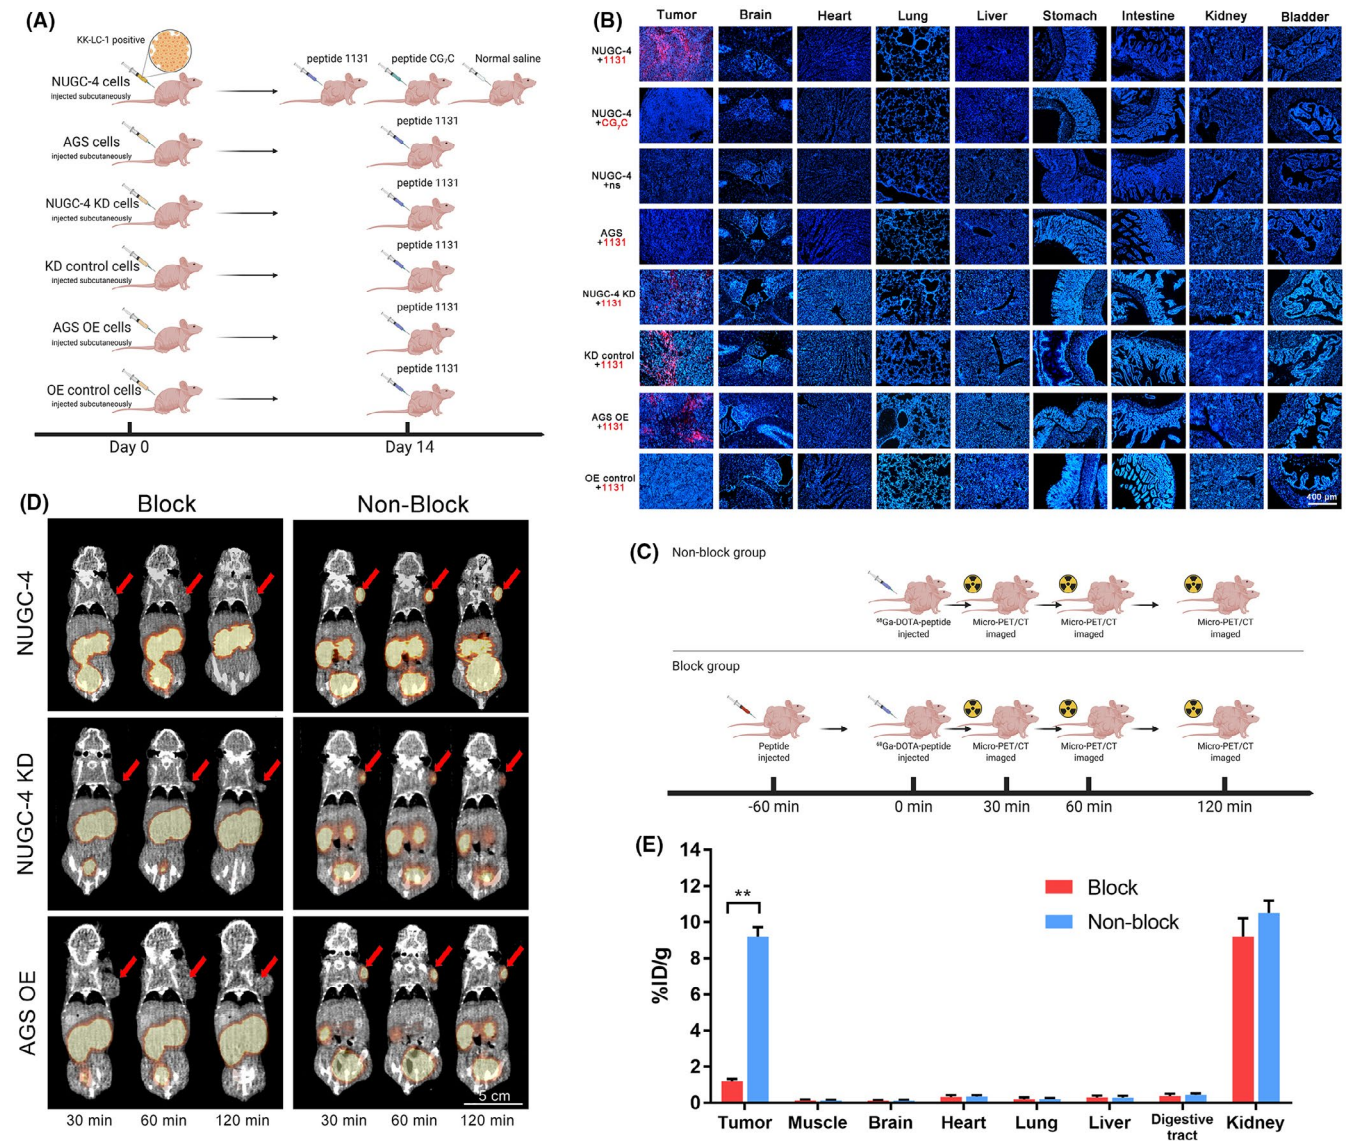 (A)
KK-LC-1 positive
NUGC-4 cells
injected subcutaneously
peptide 1131
peptide CG₇C
Normal saline
AGS cells
injected subcutaneously
peptide 1131
NUGC-4 KD cells
injected subcutaneously
peptide 1131
KD control cells
injected subcutaneously
peptide 1131
AGS OE cells
injected subcutaneously
peptide 1131
OE control cells
injected subcutaneously
peptide 1131
Day 0
Day 14
(B)
Tumor Brain Heart Lung Liver Stomach Intestine Kidney Bladder
NUGC-4
+1131
NUGC-4
+CG₇C
NUGC-4
+ns
AGS
+1131
NUGC-4 KD
+1131
KD control
+1131
AGS OE
+1131
OE control
+1131
400 μm
(C)
Non-block group
⁶⁸Ga-DOTA-peptide
injected
Micro-PET/CT
imaged
Micro-PET/CT
imaged
Micro-PET/CT
imaged
Block group
Peptide
injected
⁶⁸Ga-DOTA-peptide
injected
Micro-PET/CT
imaged
Micro-PET/CT
imaged
Micro-PET/CT
imaged
-60 min
0 min
30 min
60 min
120 min
(D)
Block
Non-Block
NUGC-4
NUGC-4 KD
AGS OE
5 cm
30 min 60 min 120 min
30 min 60 min 120 min
(E)
%ID/g
14
12
10
8
6
4
2
0
**
Block
Non-block
Tumor Muscle Brain Heart Lung Liver Digestive
tract Kidney